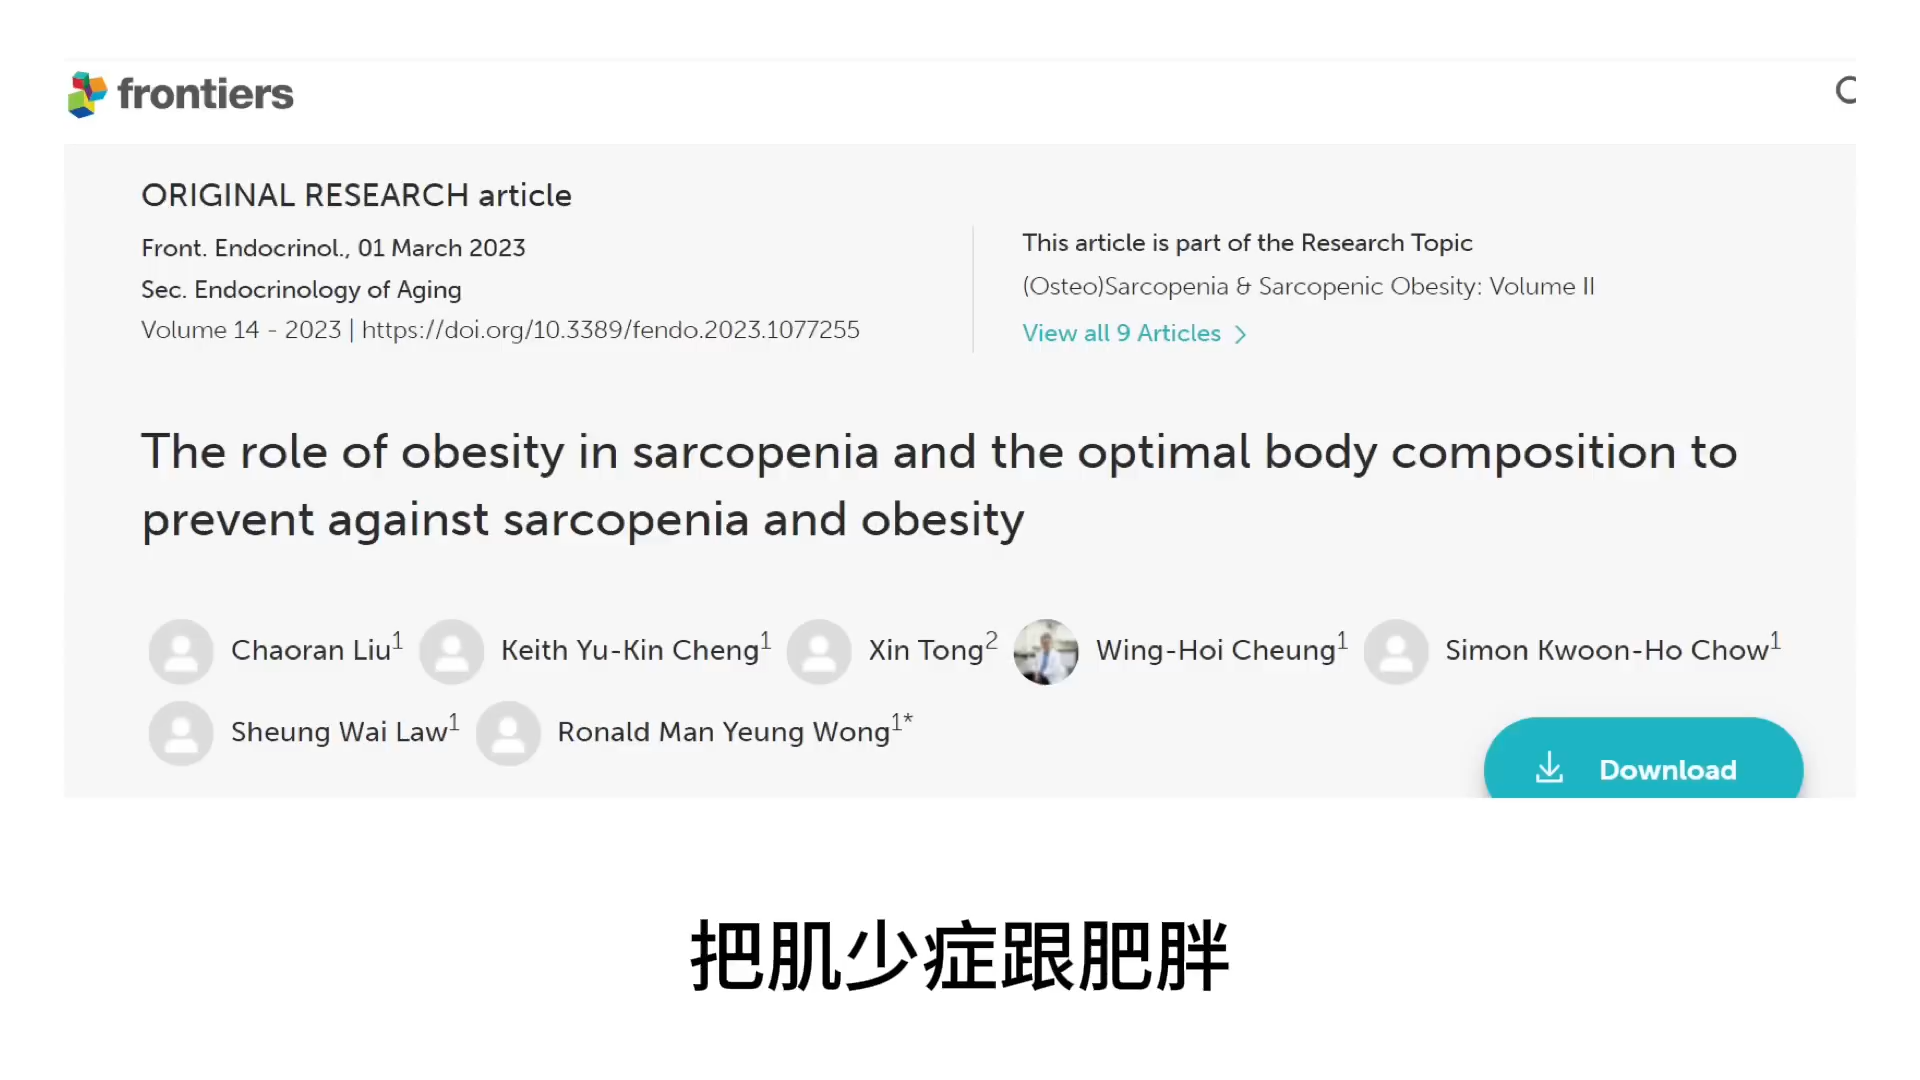 frontiers
ORIGINAL RESEARCH article
Front. Endocrinol., 01 March 2023
Sec. Endocrinology of Aging
Volume 14 - 2023 | https://doi.org/10.3389/fendo.2023.1077255
This article is part of the Research Topic
(Osteo)Sarcopenia & Sarcopenic Obesity: Volume II
View all 9 Articles
The role of obesity in sarcopenia and the optimal body composition to
prevent against sarcopenia and obesity
Chaoran Liu1 Keith Yu-Kin Cheng1 Xin Tong2 Wing-Hoi Cheung1 Simon Kwoon-Ho Chow1
Sheung Wai Law1 Ronald Man Yeung Wong1*
Download
把肌少症跟肥胖